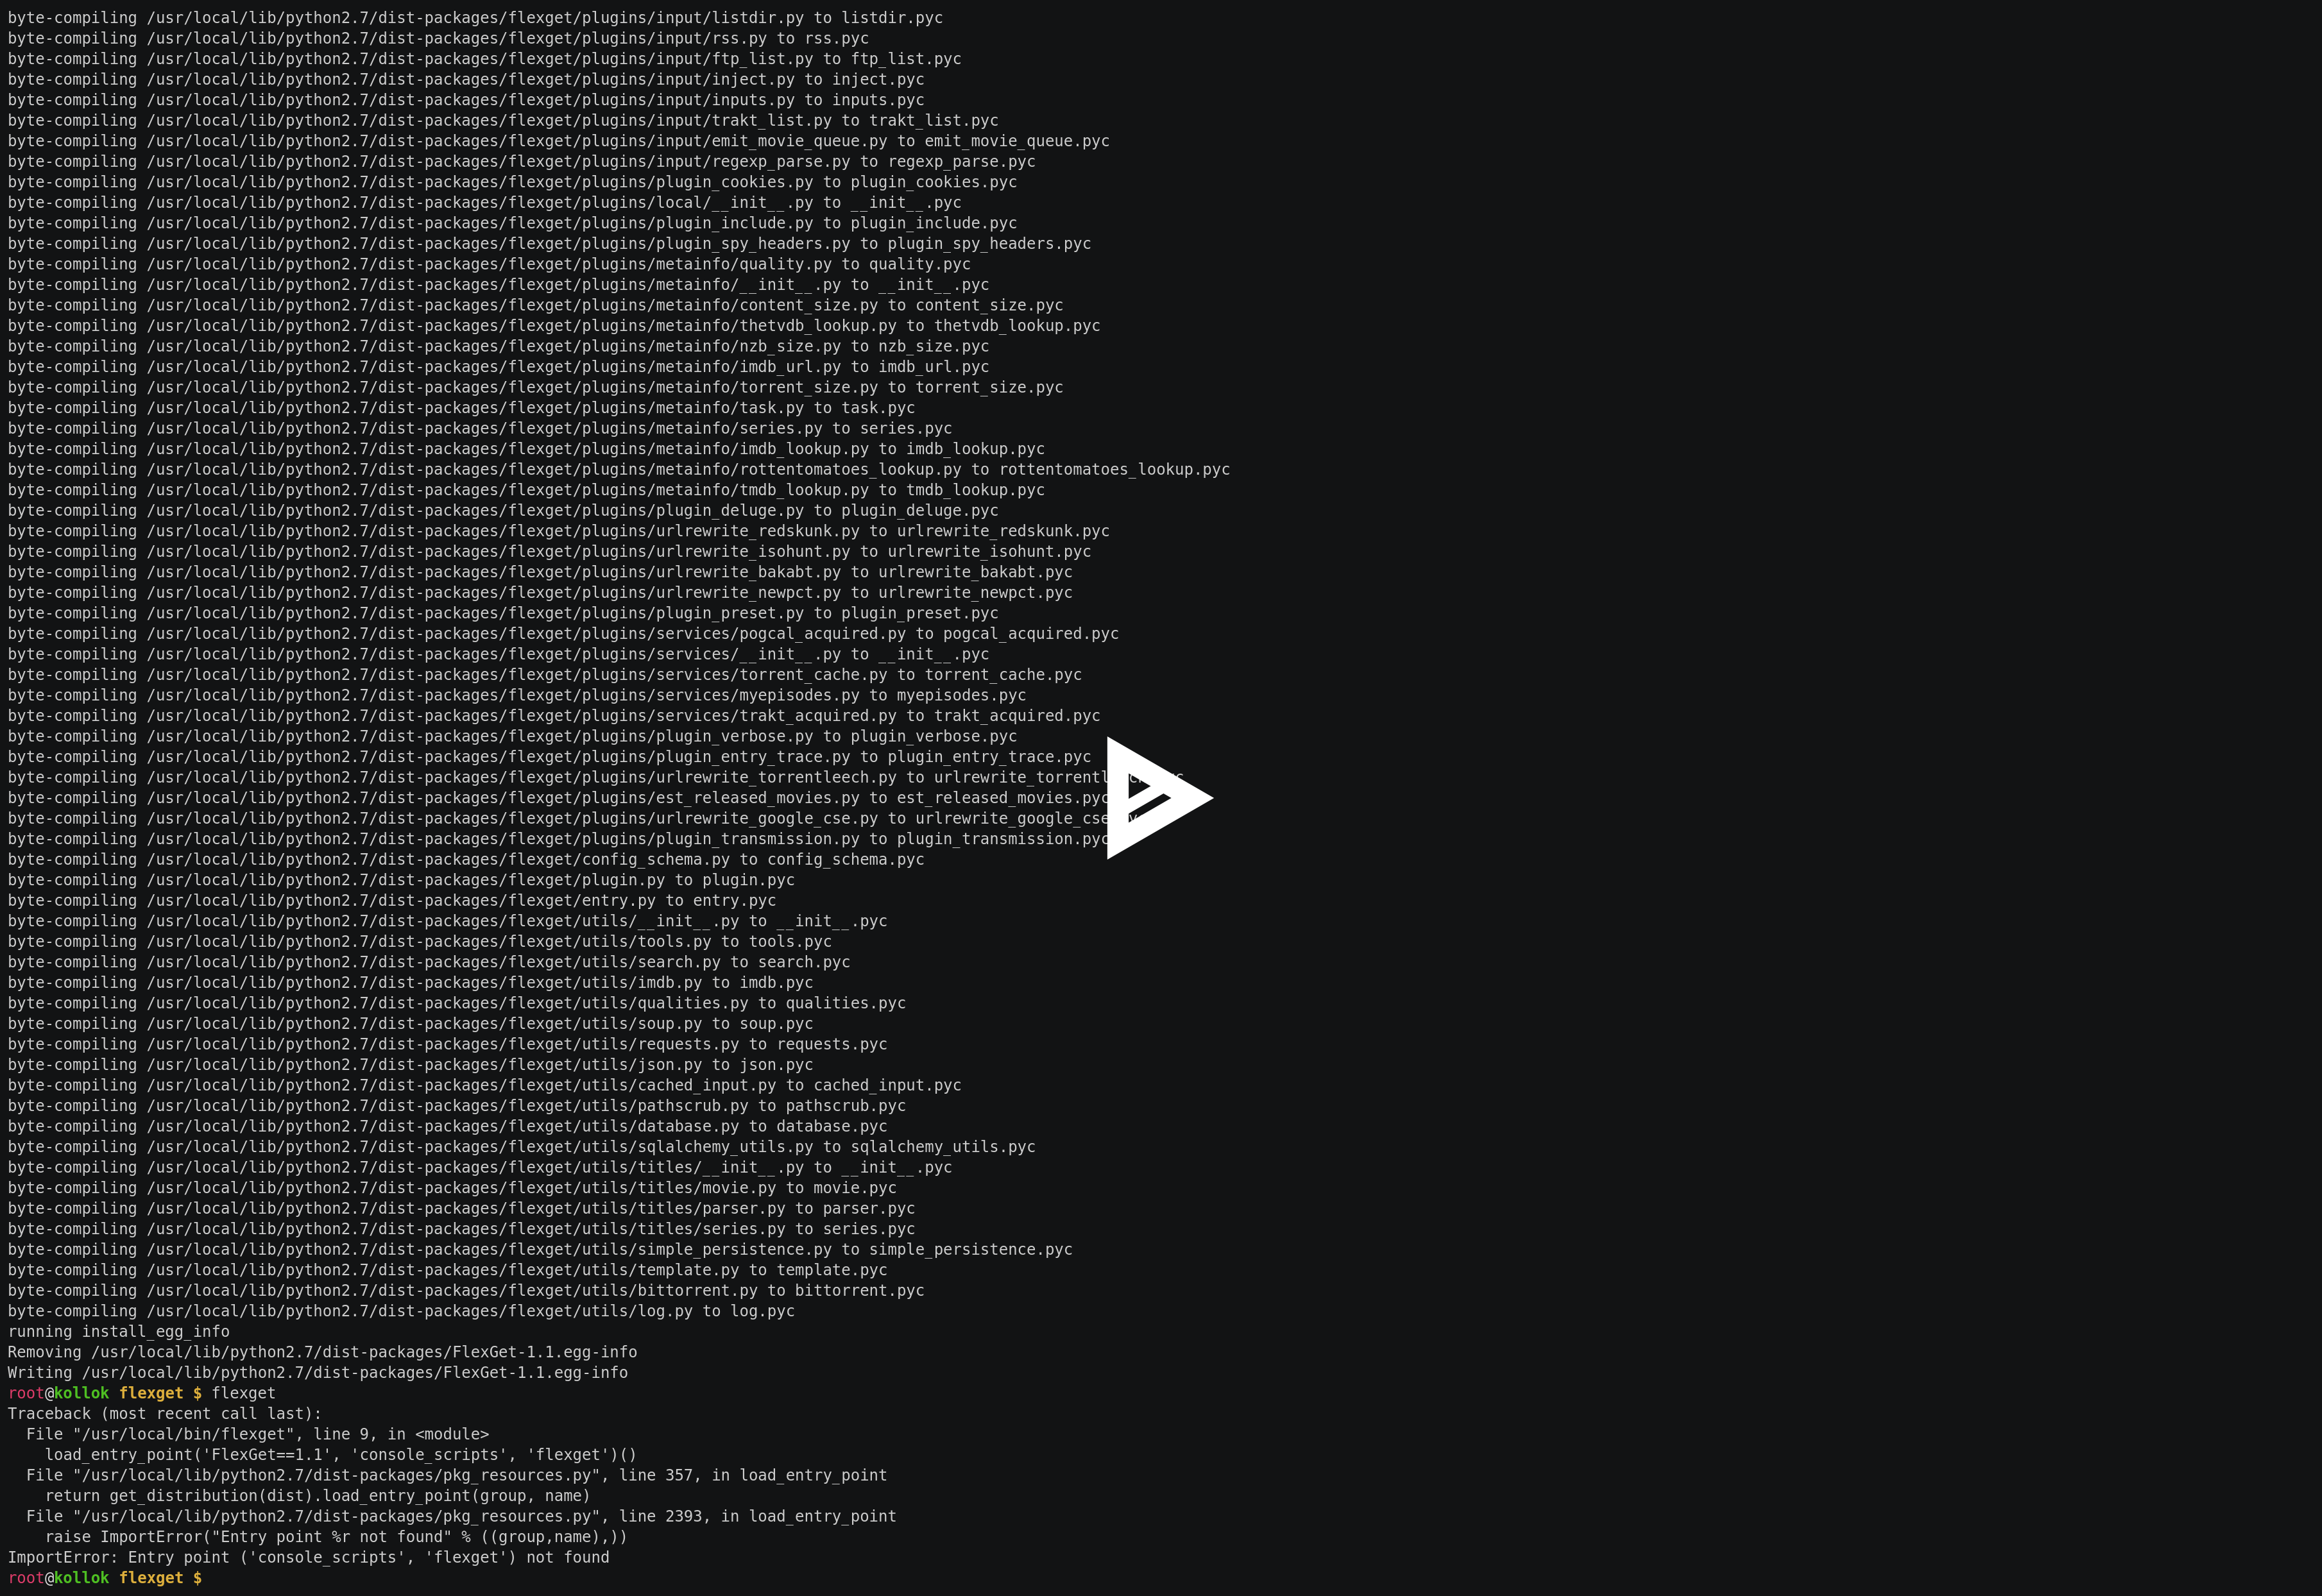 byte-compiling /usr/local/lib/python2.7/dist-packages/flexget/plugins/input/listdir.py to listdir.pyc
byte-compiling /usr/local/lib/python2.7/dist-packages/flexget/plugins/input/rss.py to rss.pyc
byte-compiling /usr/local/lib/python2.7/dist-packages/flexget/plugins/input/ftp_list.py to ftp_list.pyc
byte-compiling /usr/local/lib/python2.7/dist-packages/flexget/plugins/input/inject.py to inject.pyc
byte-compiling /usr/local/lib/python2.7/dist-packages/flexget/plugins/input/inputs.py to inputs.pyc
byte-compiling /usr/local/lib/python2.7/dist-packages/flexget/plugins/input/trakt_list.py to trakt_list.pyc
byte-compiling /usr/local/lib/python2.7/dist-packages/flexget/plugins/input/emit_movie_queue.py to emit_movie_queue.pyc
byte-compiling /usr/local/lib/python2.7/dist-packages/flexget/plugins/input/regexp_parse.py to regexp_parse.pyc
byte-compiling /usr/local/lib/python2.7/dist-packages/flexget/plugins/plugin_cookies.py to plugin_cookies.pyc
byte-compiling /usr/local/lib/python2.7/dist-packages/flexget/plugins/local/__init__.py to __init__.pyc
byte-compiling /usr/local/lib/python2.7/dist-packages/flexget/plugins/plugin_include.py to plugin_include.pyc
byte-compiling /usr/local/lib/python2.7/dist-packages/flexget/plugins/plugin_spy_headers.py to plugin_spy_headers.pyc
byte-compiling /usr/local/lib/python2.7/dist-packages/flexget/plugins/metainfo/quality.py to quality.pyc
byte-compiling /usr/local/lib/python2.7/dist-packages/flexget/plugins/metainfo/__init__.py to __init__.pyc
byte-compiling /usr/local/lib/python2.7/dist-packages/flexget/plugins/metainfo/content_size.py to content_size.pyc
byte-compiling /usr/local/lib/python2.7/dist-packages/flexget/plugins/metainfo/thetvdb_lookup.py to thetvdb_lookup.pyc
byte-compiling /usr/local/lib/python2.7/dist-packages/flexget/plugins/metainfo/nzb_size.py to nzb_size.pyc
byte-compiling /usr/local/lib/python2.7/dist-packages/flexget/plugins/metainfo/imdb_url.py to imdb_url.pyc
byte-compiling /usr/local/lib/python2.7/dist-packages/flexget/plugins/metainfo/torrent_size.py to torrent_size.pyc
byte-compiling /usr/local/lib/python2.7/dist-packages/flexget/plugins/metainfo/task.py to task.pyc
byte-compiling /usr/local/lib/python2.7/dist-packages/flexget/plugins/metainfo/series.py to series.pyc
byte-compiling /usr/local/lib/python2.7/dist-packages/flexget/plugins/metainfo/imdb_lookup.py to imdb_lookup.pyc
byte-compiling /usr/local/lib/python2.7/dist-packages/flexget/plugins/metainfo/rottentomatoes_lookup.py to rottentomatoes_lookup.pyc
byte-compiling /usr/local/lib/python2.7/dist-packages/flexget/plugins/metainfo/tmdb_lookup.py to tmdb_lookup.pyc
byte-compiling /usr/local/lib/python2.7/dist-packages/flexget/plugins/plugin_deluge.py to plugin_deluge.pyc
byte-compiling /usr/local/lib/python2.7/dist-packages/flexget/plugins/urlrewrite_redskunk.py to urlrewrite_redskunk.pyc
byte-compiling /usr/local/lib/python2.7/dist-packages/flexget/plugins/urlrewrite_isohunt.py to urlrewrite_isohunt.pyc
byte-compiling /usr/local/lib/python2.7/dist-packages/flexget/plugins/urlrewrite_bakabt.py to urlrewrite_bakabt.pyc
byte-compiling /usr/local/lib/python2.7/dist-packages/flexget/plugins/urlrewrite_newpct.py to urlrewrite_newpct.pyc
byte-compiling /usr/local/lib/python2.7/dist-packages/flexget/plugins/plugin_preset.py to plugin_preset.pyc
byte-compiling /usr/local/lib/python2.7/dist-packages/flexget/plugins/services/pogcal_acquired.py to pogcal_acquired.pyc
byte-compiling /usr/local/lib/python2.7/dist-packages/flexget/plugins/services/__init__.py to __init__.pyc
byte-compiling /usr/local/lib/python2.7/dist-packages/flexget/plugins/services/torrent_cache.py to torrent_cache.pyc
byte-compiling /usr/local/lib/python2.7/dist-packages/flexget/plugins/services/myepisodes.py to myepisodes.pyc
byte-compiling /usr/local/lib/python2.7/dist-packages/flexget/plugins/services/trakt_acquired.py to trakt_acquired.pyc
byte-compiling /usr/local/lib/python2.7/dist-packages/flexget/plugins/plugin_verbose.py to plugin_verbose.pyc
byte-compiling /usr/local/lib/python2.7/dist-packages/flexget/plugins/plugin_entry_trace.py to plugin_entry_trace.pyc
byte-compiling /usr/local/lib/python2.7/dist-packages/flexget/plugins/urlrewrite_torrentleech.py to
byte-compiling /usr/local/lib/python2.7/dist-packages/flexget/plugins/est_released_movies.py to est_released_movies.pyc
byte-compiling /usr/local/lib/python2.7/dist-packages/flexget/plugins/urlrewrite_google_cse.py to
byte-compiling /usr/local/lib/python2.7/dist-packages/flexget/plugins/plugin_transmission.py to plugin_transmission.pyc
byte-compiling /usr/local/lib/python2.7/dist-packages/flexget/config_schema.py to config_schema.pyc
byte-compiling /usr/local/lib/python2.7/dist-packages/flexget/plugin.py to plugin.pyc
byte-compiling /usr/local/lib/python2.7/dist-packages/flexget/entry.py to entry.pyc
byte-compiling /usr/local/lib/python2.7/dist-packages/flexget/utils/__init__.py to __init__.pyc
byte-compiling /usr/local/lib/python2.7/dist-packages/flexget/utils/tools.py to tools.pyc
byte-compiling /usr/local/lib/python2.7/dist-packages/flexget/utils/search.py to search.pyc
byte-compiling /usr/local/lib/python2.7/dist-packages/flexget/utils/imdb.py to imdb.pyc
byte-compiling /usr/local/lib/python2.7/dist-packages/flexget/utils/qualities.py to qualities.pyc
byte-compiling /usr/local/lib/python2.7/dist-packages/flexget/utils/soup.py to soup.pyc
byte-compiling /usr/local/lib/python2.7/dist-packages/flexget/utils/requests.py to requests.pyc
byte-compiling /usr/local/lib/python2.7/dist-packages/flexget/utils/json.py to json.pyc
byte-compiling /usr/local/lib/python2.7/dist-packages/flexget/utils/cached_input.py to cached_input.pyc
byte-compiling /usr/local/lib/python2.7/dist-packages/flexget/utils/pathscrub.py to pathscrub.pyc
byte-compiling /usr/local/lib/python2.7/dist-packages/flexget/utils/database.py to database.pyc
byte-compiling /usr/local/lib/python2.7/dist-packages/flexget/utils/sqlalchemy_utils.py to sqlalchemy_utils.pyc
byte-compiling /usr/local/lib/python2.7/dist-packages/flexget/utils/titles/__init__.py to __init__.pyc
byte-compiling /usr/local/lib/python2.7/dist-packages/flexget/utils/titles/movie.py to movie.pyc
byte-compiling /usr/local/lib/python2.7/dist-packages/flexget/utils/titles/parser.py to parser.pyc
byte-compiling /usr/local/lib/python2.7/dist-packages/flexget/utils/titles/series.py to series.pyc
byte-compiling /usr/local/lib/python2.7/dist-packages/flexget/utils/simple_persistence.py to simple_persistence.pyc
byte-compiling /usr/local/lib/python2.7/dist-packages/flexget/utils/template.py to template.pyc
byte-compiling /usr/local/lib/python2.7/dist-packages/flexget/utils/bittorrent.py to bittorrent.pyc
byte-compiling /usr/local/lib/python2.7/dist-packages/flexget/utils/log.py to log.pyc
running install_egg_info
Removing /usr/local/lib/python2.7/dist-packages/FlexGet-1.1.egg-info
Writing /usr/local/lib/python2.7/dist-packages/FlexGet-1.1.egg-info
root@kollok flexget $ flexget
Traceback (most recent call last):
  File "/usr/local/bin/flexget", line 9, in <module>
    load_entry_point('FlexGet==1.1', 'console_scripts', 'flexget')()
  File "/usr/local/lib/python2.7/dist-packages/pkg_resources.py", line 357, in load_entry_point
    return get_distribution(dist).load_entry_point(group, name)
  File "/usr/local/lib/python2.7/dist-packages/pkg_resources.py", line 2393, in load_entry_point
    raise ImportError("Entry point %r not found" % ((group,name),))
ImportError: Entry point ('console_scripts', 'flexget') not found
root@kollok flexget $